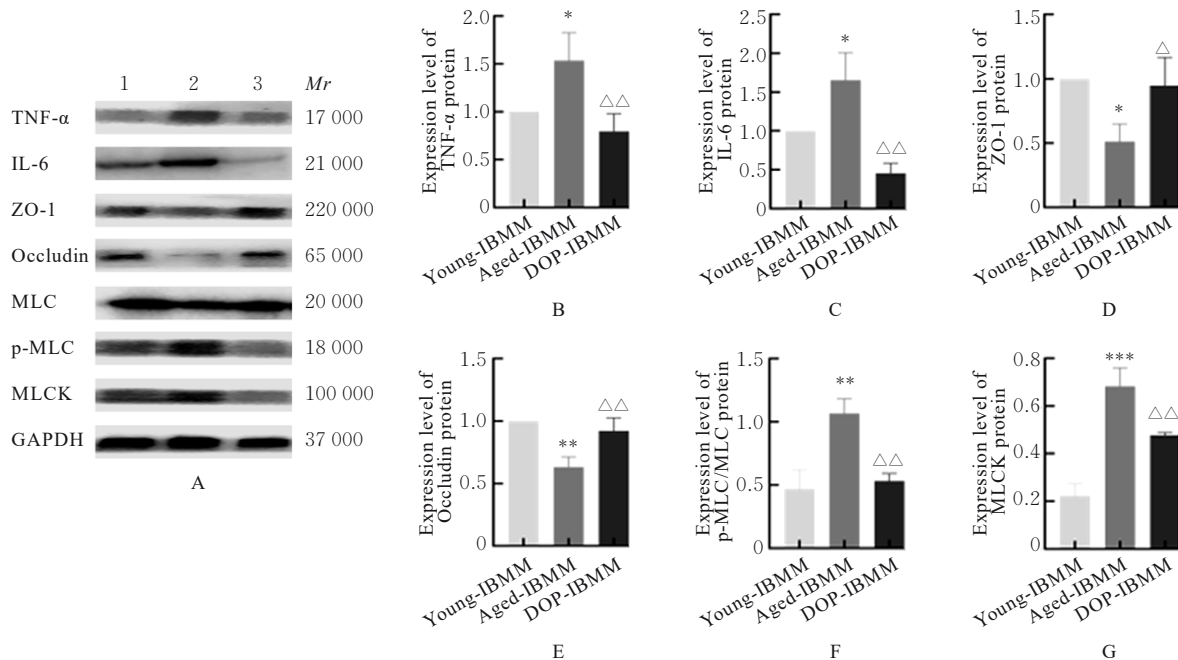 1 2 3 Mr
TNF-α 17 000
IL-6 21 000
ZO-1 220 000
Occludin 65 000
MLC 20 000
p-MLC 18 000
MLCK 100 000
GAPDH 37 000
A
Expression level of
TNF-α protein
2.0
1.5
1.0
0.5
0
*
△△
Young-IBMM
Aged-IBMM
DOP-IBMM
B
Expression level of
IL-6 protein
2.5
2.0
1.5
1.0
0.5
0
*
△△
Young-IBMM
Aged-IBMM
DOP-IBMM
C
Expression level of
ZO-1 protein
1.5
1.0
0.5
0
*
△
Young-IBMM
Aged-IBMM
DOP-IBMM
D
Expression level of
Occludin protein
1.5
1.0
0.5
0
**
△△
Young-IBMM
Aged-IBMM
DOP-IBMM
E
Expression level of
p-MLC/MLC protein
1.5
1.0
0.5
0
**
△△
Young-IBMM
Aged-IBMM
DOP-IBMM
F
Expression level of
MLCK protein
0.8
0.6
0.4
0.2
0
***
△△
Young-IBMM
Aged-IBMM
DOP-IBMM
G